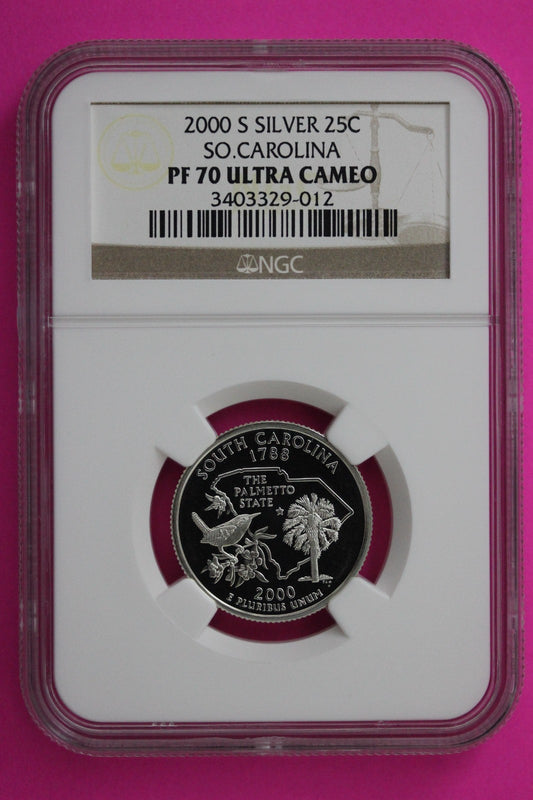 2000 S SILVER 25C
SO.CAROLINA
PF 70 ULTRA CAMEO
3403329-012
NGC
SOUTH CAROLINA
1788
THE
PALMETTO
STATE
2000
E PLURIBUS UNUM